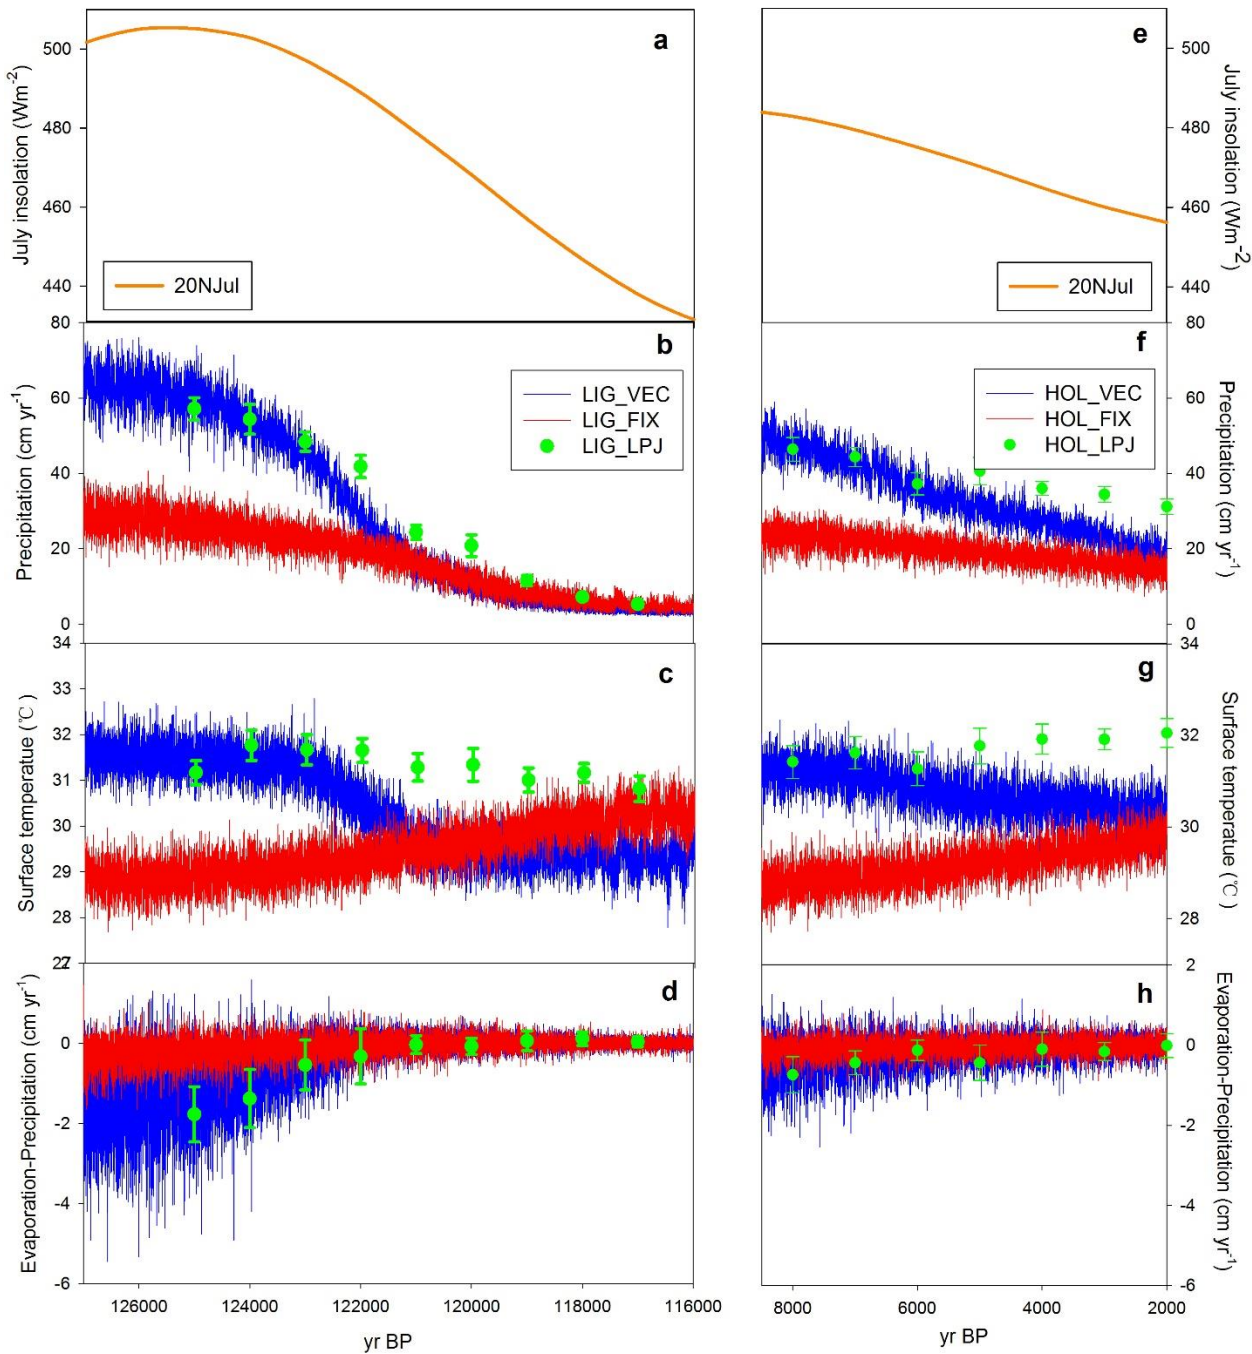 a
July insolation (Wm-2)
500
480
460
440
20NJul
b
Precipitation (cm yr-1)
80
60
40
20
0
LIG_VEC
LIG_FIX
LIG_LPJ
c
Surface temperatue (℃)
34
33
32
31
30
29
28
27
d
Evaporation-Precipitation (cm yr-1)
2
0
-2
-4
-6
126000 124000 122000 120000 118000 116000
yr BP
e
July insolation (Wm-2)
500
480
460
440
20NJul
f
Precipitation (cm yr-1)
80
60
40
20
0
HOL_VEC
HOL_FIX
HOL_LPJ
g
Surface temperatue (℃)
34
32
30
28
h
Evaporation-Precipitation (cm yr-1)
2
0
-2
-4
-6
8000 6000 4000 2000
yr BP